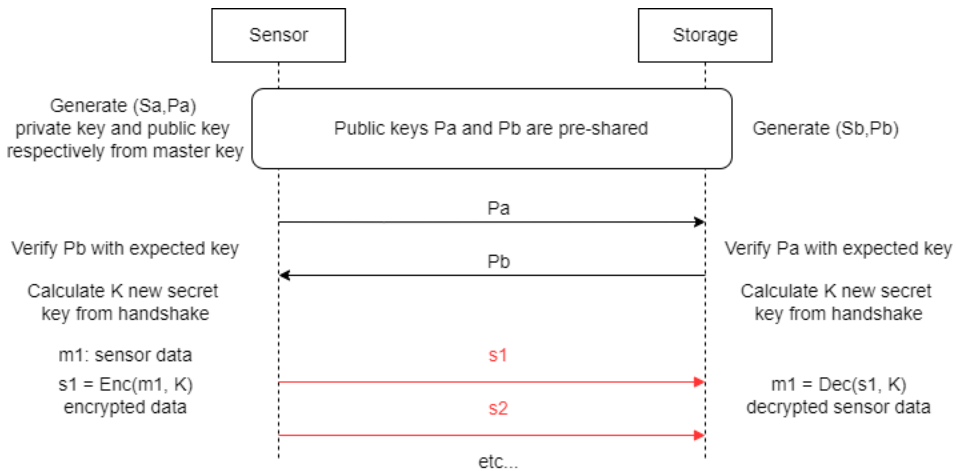 Sensor
Storage
Generate (Sa,Pa)
private key and public key
respectively from master key
Public keys Pa and Pb are pre-shared
Generate (Sb,Pb)
Pa
Verify Pb with expected key
Verify Pa with expected key
Pb
Calculate K new secret
key from handshake
Calculate K new secret
key from handshake
m1: sensor data
s1
s1 = Enc(m1, K)
encrypted data
m1 = Dec(s1, K)
decrypted sensor data
s2
etc...